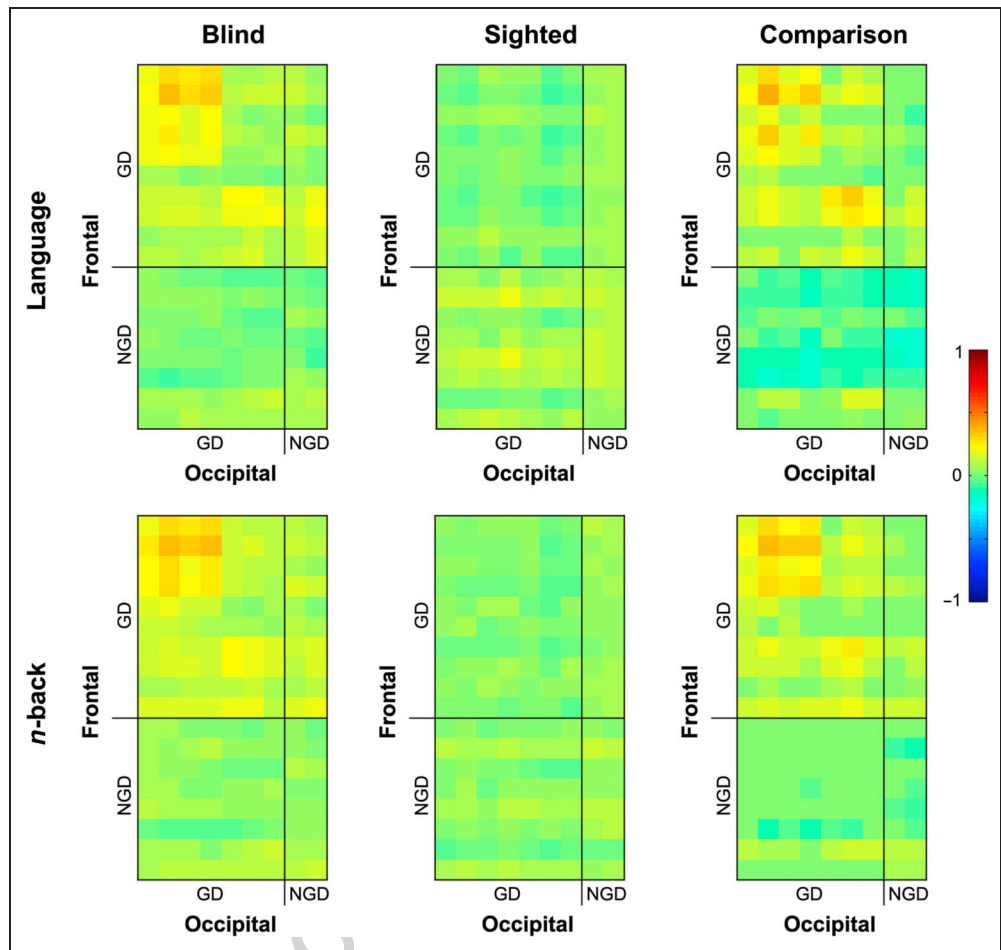 Blind
Sighted
Comparison
Language
Frontal
GD
NGD
GD
NGD
Occipital
Frontal
GD
NGD
GD
NGD
Occipital
Frontal
GD
NGD
GD
NGD
Occipital
1
0
−1
n-back
Frontal
GD
NGD
GD
NGD
Occipital
Frontal
GD
NGD
GD
NGD
Occipital
Frontal
GD
NGD
GD
NGD
Occipital